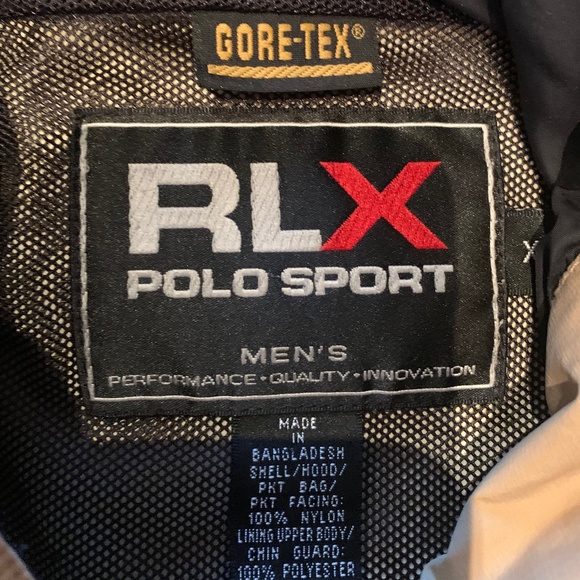 GORE-TEX®
RLX
POLO SPORT
MEN'S
PERFORMANCE•QUALITY•INNOVATION
X
MADE
IN
BANGLADESH
SHELL/HOOD/
PKT BAG/
PKT FACING:
100% NYLON
LINING UPPER BODY/
CHIN GUARD:
100% POLYESTER